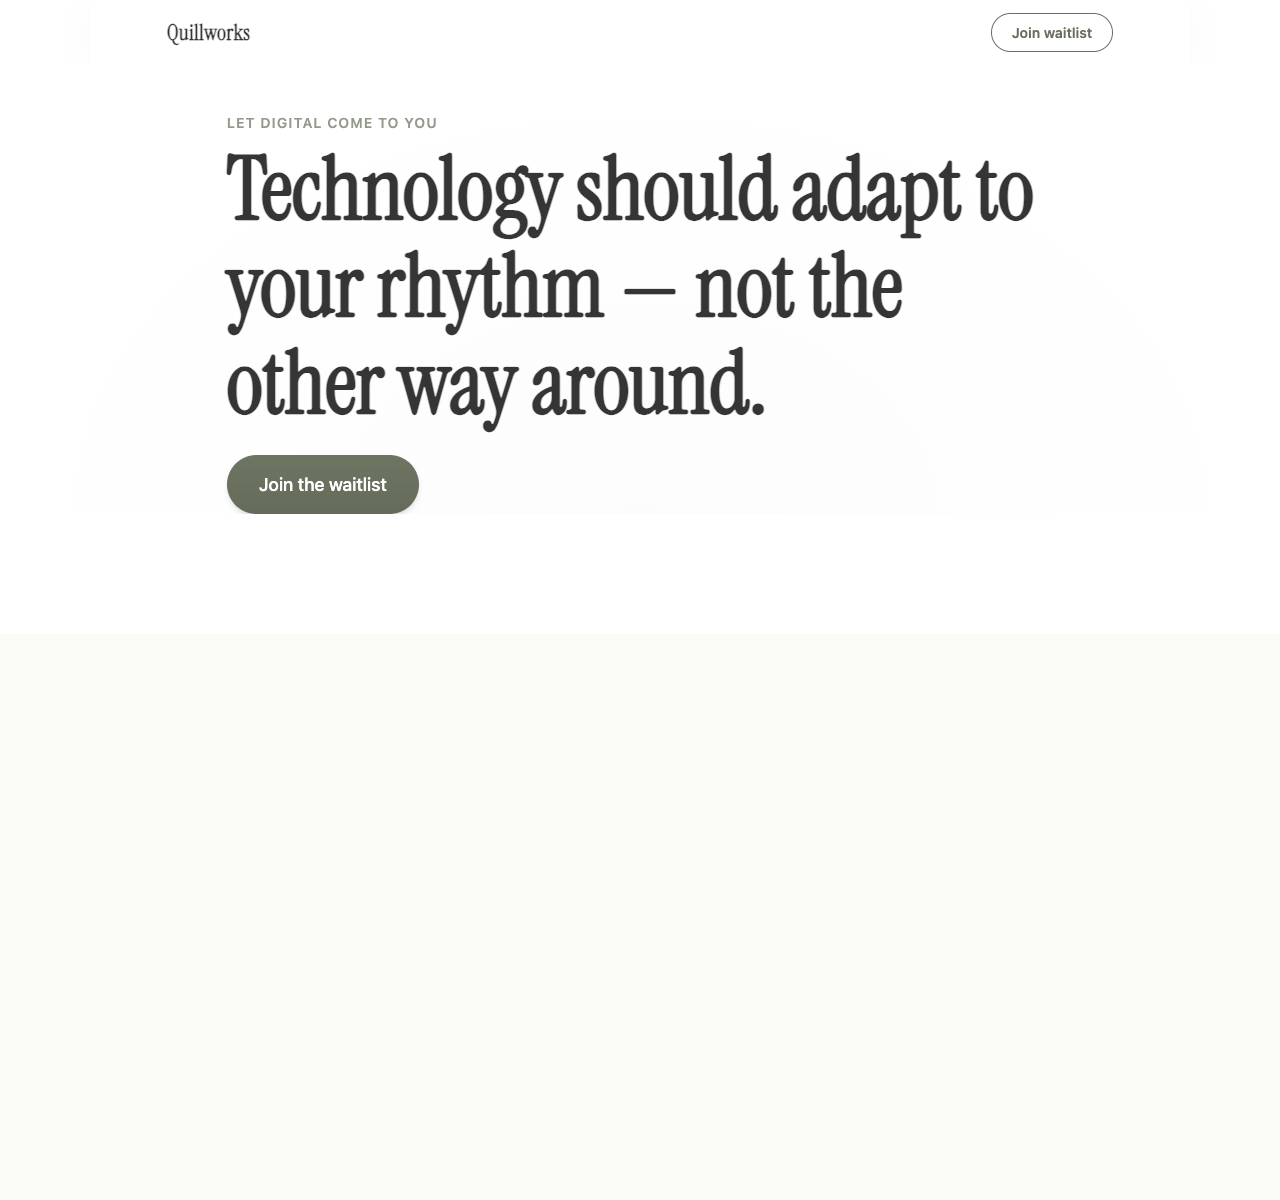 Quillworks
Join waitlist
LET DIGITAL COME TO YOU
Technology should adapt to
your rhythm — not the
other way around.
Join the waitlist